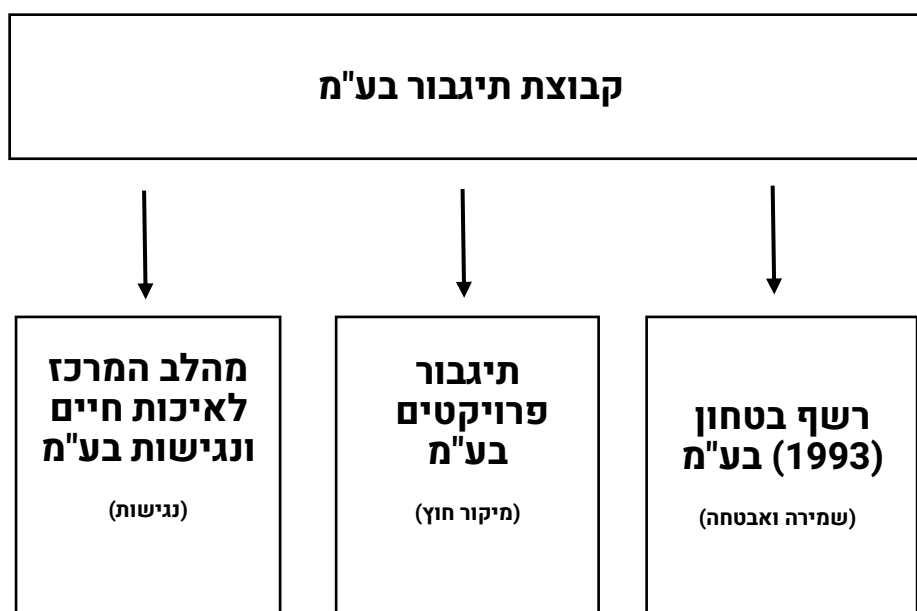 קבוצת תיגבור בע"מ
רשף בטחון
(1993) בע"מ
(שמירה ואבטחה)
תיגבור
פרויקטים
בע"מ
(מיקור חוץ)
מהלב המרכז
לאיכות חיים
ונגישות בע"מ
(נגישות)